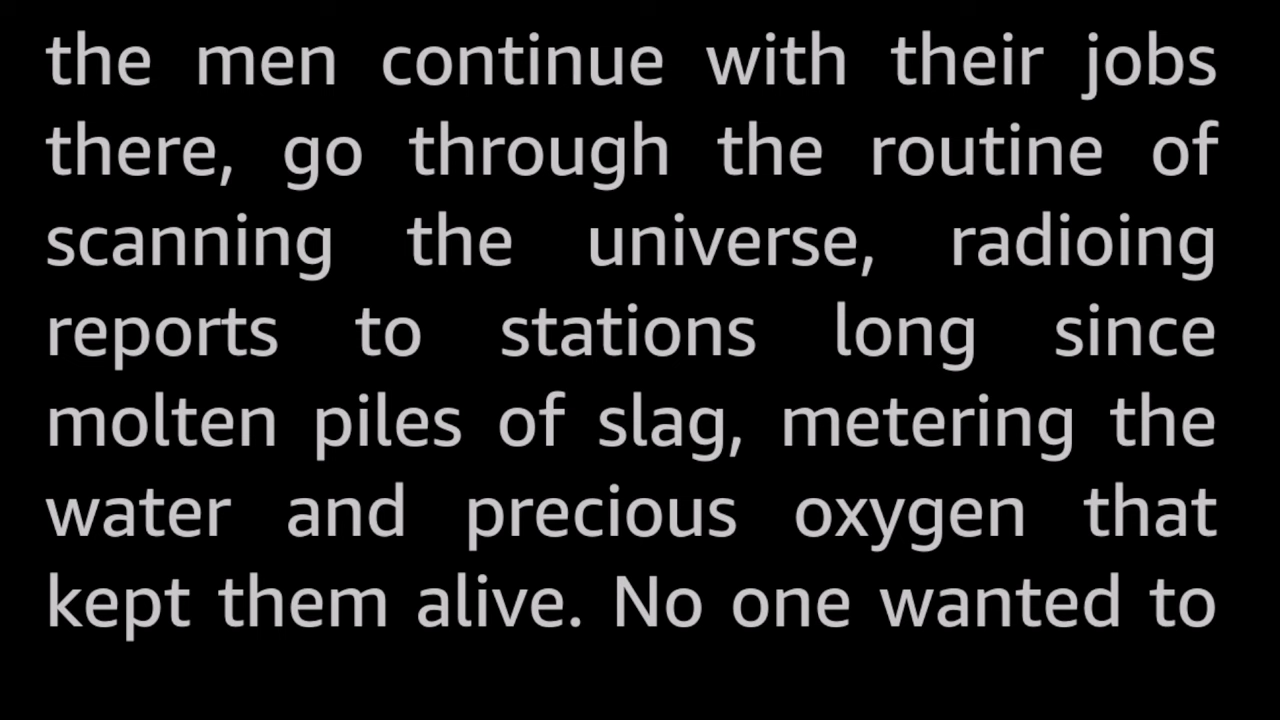 the men continue with their jobs
there, go through the routine of
scanning the universe, radioing
reports to stations long since
molten piles of slag, metering the
water and precious oxygen that
kept them alive. No one wanted to